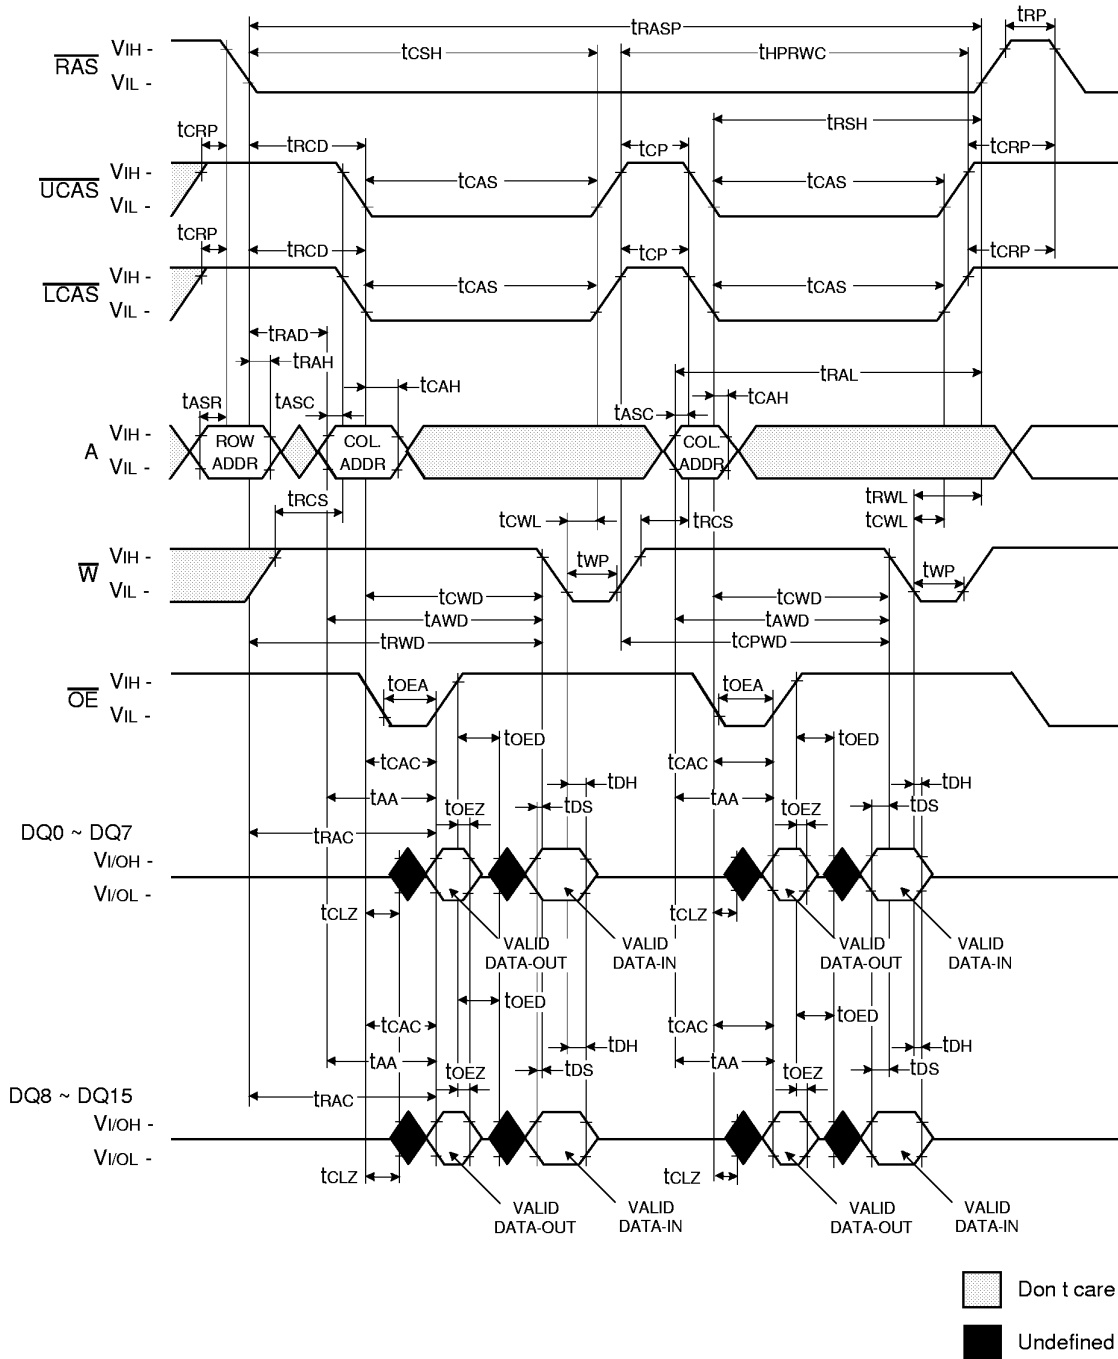 tRASP tRP
RAS VIH - tCSH tHPRWC
VIL -
tCRP tRCD tRSH
tCP tCRP
UCAS VIH - tCAS tCAS
VIL -
tCRP tRCD tCP tCRP
LCAS VIH - tCAS tCAS
VIL -
tRAD
tRAH tRAL
tCAH tCAH
tASR tASC tASC
A VIH - ROW ADDR COL. ADDR COL. ADDR
VIL -
tRCS tCWL tRCS tRWL
tCWL
W VIH - tWP tWP
VIL -
tCWD tCWD
tAWD tAWD
tRWD tCPWD
OE VIH - tOEA tOEA
VIL -
tOED tOED
tCAC tCAC
tDH tDH
tAA tOEZ tDS tAA tOEZ tDS
DQ0 ~ DQ7 tRAC
VI/OH -
VI/OL -
tCLZ tCLZ
VALID DATA-OUT VALID DATA-IN VALID DATA-OUT VALID DATA-IN
tOED tOED
tCAC tCAC
tDH tDH
tAA tOEZ tDS tAA tOEZ tDS
DQ8 ~ DQ15 tRAC
VI/OH -
VI/OL -
tCLZ tCLZ
VALID DATA-OUT VALID DATA-IN VALID DATA-OUT VALID DATA-IN
Don t care
Undefined